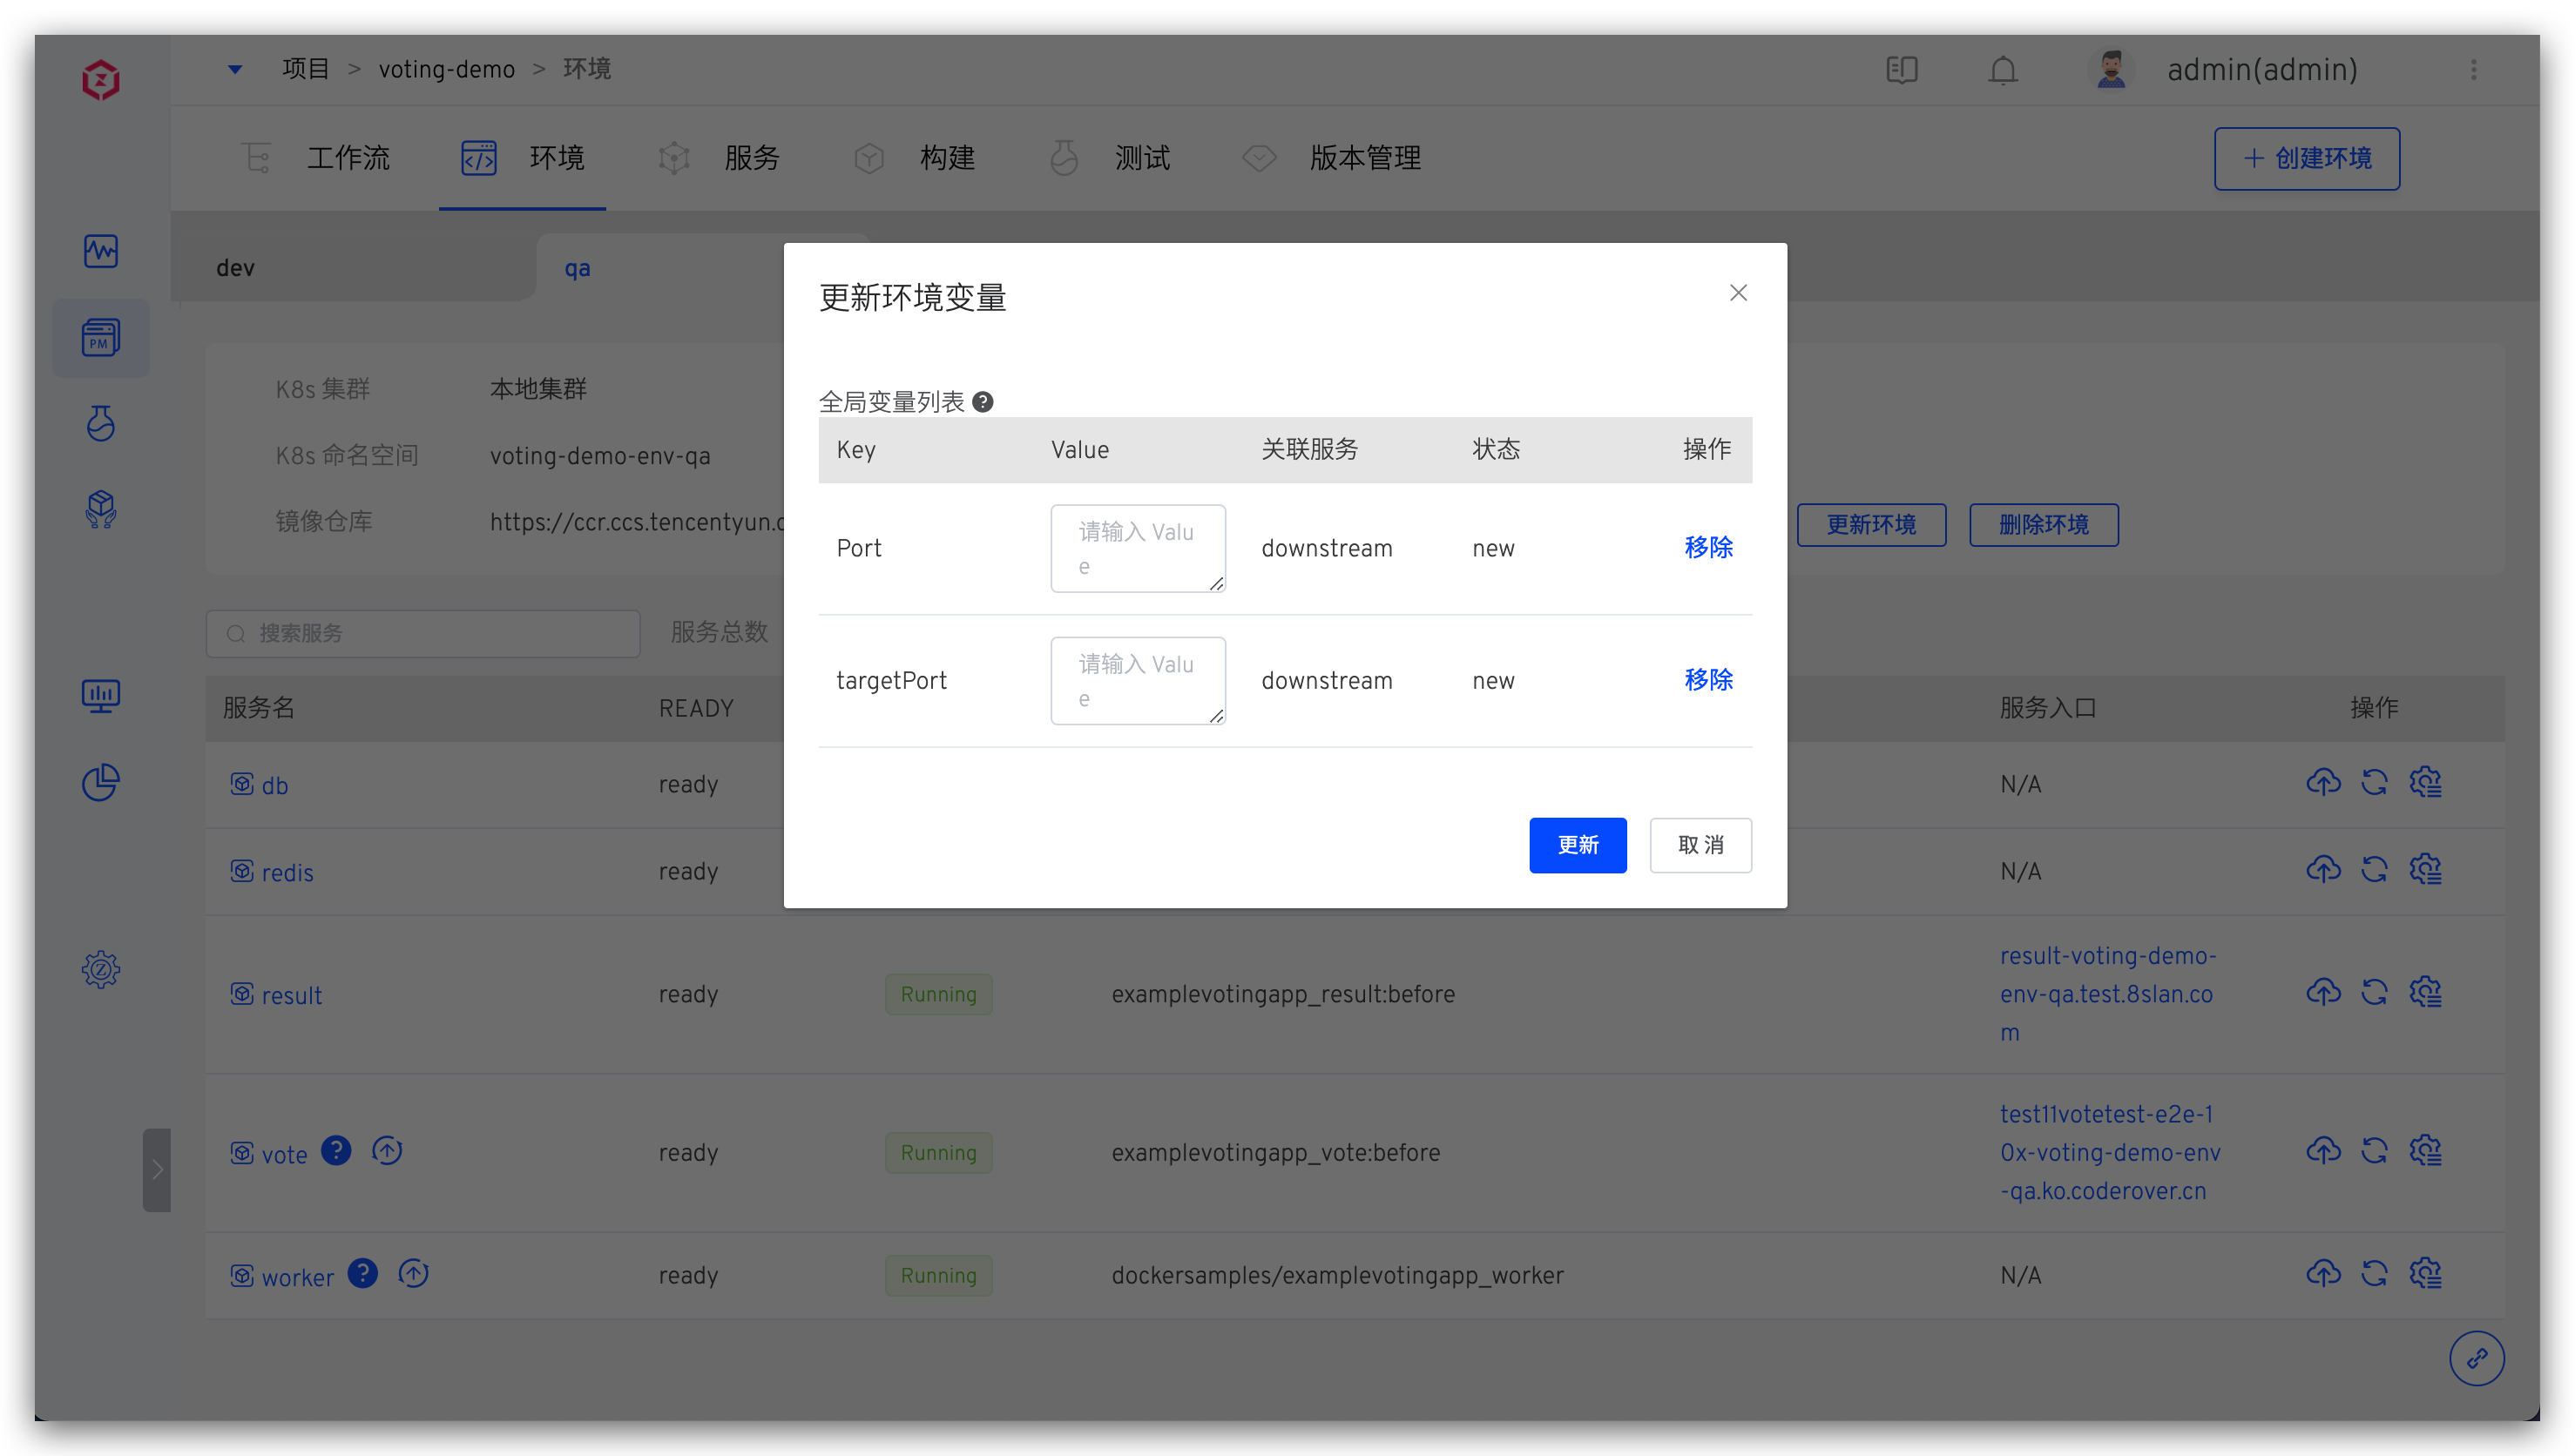 项目 > voting-demo > 环境
admin(admin)
工作流 环境 服务 构建 测试 版本管理
+ 创建环境
dev qa
PM
K8s 集群 本地集群
K8s 命名空间 voting-demo-env-qa
镜像仓库 https://ccr.ccs.tencentyun.c
更新环境 删除环境
搜索服务
服务总数
服务名 READY 服务入口 操作
db ready N/A
redis ready N/A
result ready Running examplevotingapp_result:before
result-voting-demo-
env-qa.test.8slan.co
m
vote ? ready Running examplevotingapp_vote:before
test11votetest-e2e-1
0x-voting-demo-env
-qa.ko.coderover.cn
worker ? ready Running dockersamples/examplevotingapp_worker N/A
更新环境变量
全局变量列表 ?
Key Value 关联服务 状态 操作
Port 请输入 Valu
e
downstream new 移除
targetPort 请输入 Valu
e
downstream new 移除
更新 取 消